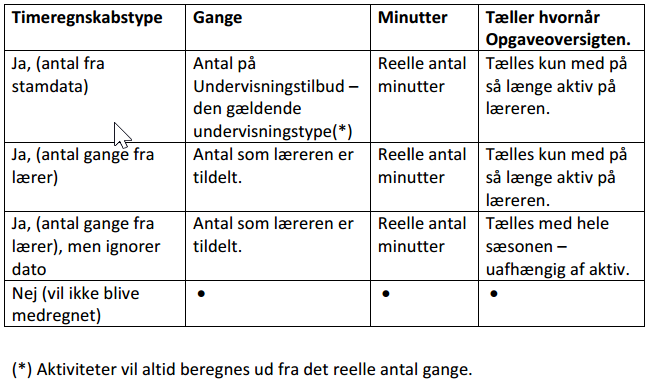 Timeregnskabstype Gange Minutter Tæller hvornår
Opgaveoversigten.
Ja, (antal fra Antal på Reelle antal Tælles kun med på
stamdata) Undervisningstilbud – minutter så længe aktiv på
den gældende læreren.
undervisningstype(*)
Ja, (antal gange fra Antal som læreren er Reelle antal Tælles kun med på
lærer) tildelt. minutter så længe aktiv på
læreren.
Ja, (antal gange fra Antal som læreren er Reelle antal Tælles med hele
lærer), men ignorer tildelt. minutter sæsonen –
dato uafhængig af aktiv.
Nej (vil ikke blive • • •
medregnet)
(*) Aktiviteter vil altid beregnes ud fra det reelle antal gange.